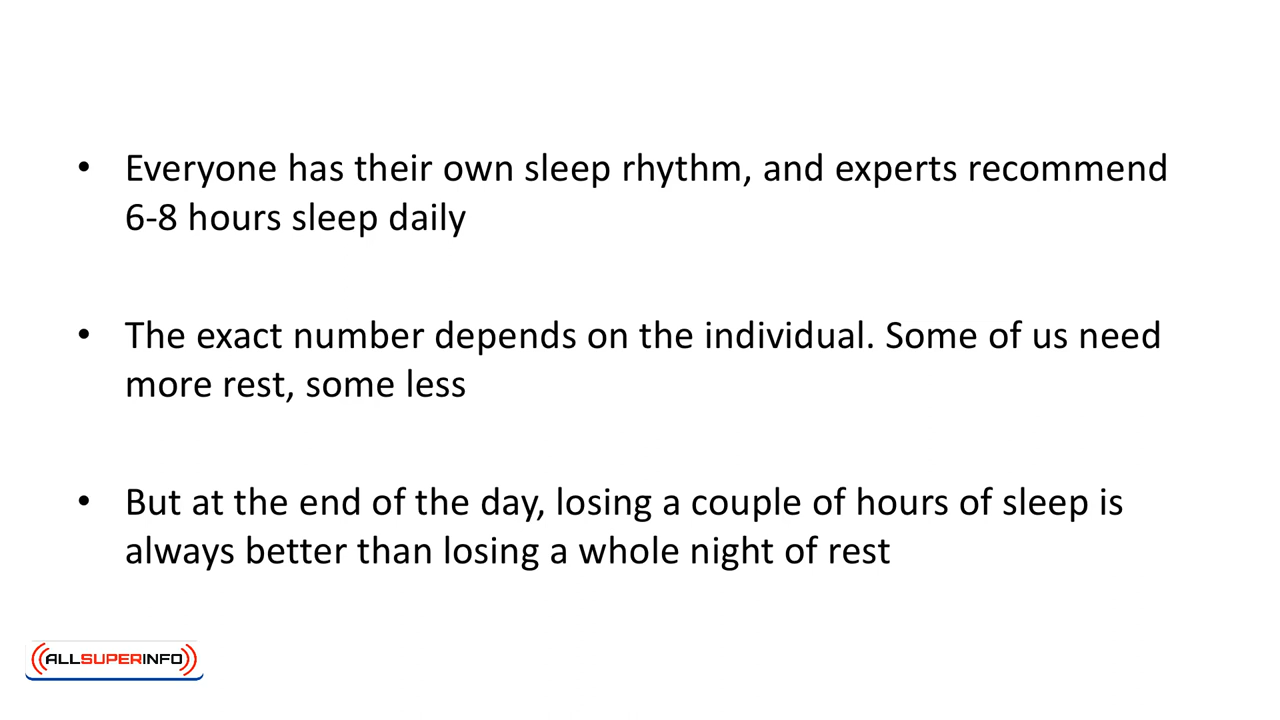 • Everyone has their own sleep rhythm, and experts recommend
6-8 hours sleep daily
• The exact number depends on the individual. Some of us need
more rest, some less
• But at the end of the day, losing a couple of hours of sleep is
always better than losing a whole night of rest
ALLSUPERINFO